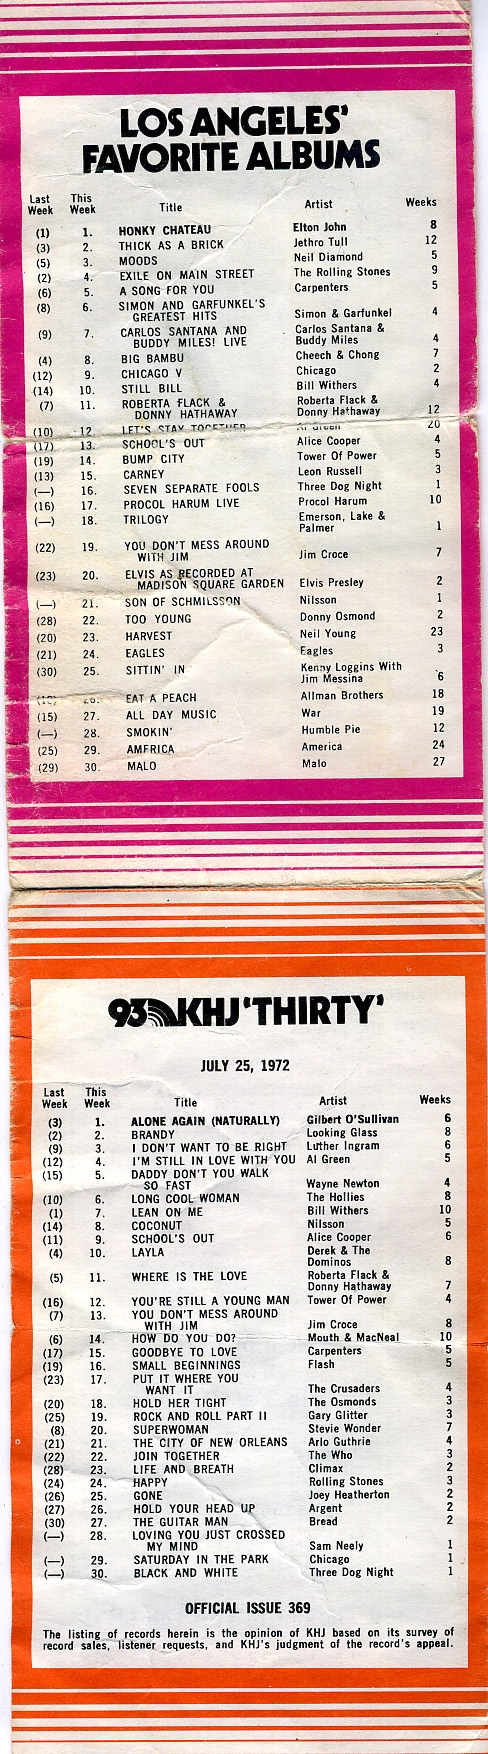 LOS ANGELES'
FAVORITE ALBUMS
Last Week This Week Title Artist Weeks
(1) 1. HONKY CHATEAU Elton John 8
(3) 2. THICK AS A BRICK Jethro Tull 12
(5) 3. MOODS Neil Diamond 5
(2) 4. EXILE ON MAIN STREET The Rolling Stones 9
(6) 5. A SONG FOR YOU Carpenters 5
(8) 6. SIMON AND GARFUNKEL'S
GREATEST HITS Simon & Garfunkel 4
(9) 7. CARLOS SANTANA AND Carlos Santana &
BUDDY MILES! LIVE Buddy Miles 4
(4) 8. BIG BAMBU Cheech & Chong 7
(12) 9. CHICAGO V Chicago 2
(14) 10. STILL BILL Bill Withers 4
(7) 11. ROBERTA FLACK & Roberta Flack &
DONNY HATHAWAY Donny Hathaway 12
(10) 12. LET'S STAY TOGETHER Al Green 20
(17) 13. SCHOOL'S OUT Alice Cooper 4
(19) 14. BUMP CITY Tower Of Power 5
(13) 15. CARNEY Leon Russell 3
(—) 16. SEVEN SEPARATE FOOLS Three Dog Night 1
(16) 17. PROCOL HARUM LIVE Procol Harum 10
(—) 18. TRILOGY Emerson, Lake &
Palmer 1
(22) 19. YOU DON'T MESS AROUND
WITH JIM Jim Croce 7
(23) 20. ELVIS AS RECORDED AT
MADISON SQUARE GARDEN Elvis Presley 2
(—) 21. SON OF SCHMILSSON Nilsson 1
(28) 22. TOO YOUNG Donny Osmond 2
(20) 23. HARVEST Neil Young 23
(21) 24. EAGLES Eagles 3
(30) 25. SITTIN' IN Kenny Loggins With
Jim Messina 6
26. EAT A PEACH Allman Brothers 18
(15) 27. ALL DAY MUSIC War 19
(—) 28. SMOKIN' Humble Pie 12
(25) 29. AMERICA America 24
(29) 30. MALO Malo 27
93 KHJ 'THIRTY'
JULY 25, 1972
Last Week This Week Title Artist Weeks
(3) 1. ALONE AGAIN (NATURALLY) Gilbert O'Sullivan 6
(2) 2. BRANDY Looking Glass 8
(9) 3. I DON'T WANT TO BE RIGHT Luther Ingram 6
(12) 4. I'M STILL IN LOVE WITH YOU Al Green 5
(15) 5. DADDY DON'T YOU WALK
SO FAST Wayne Newton 4
(10) 6. LONG COOL WOMAN The Hollies 8
(1) 7. LEAN ON ME Bill Withers 10
(14) 8. COCONUT Nilsson 5
(11) 9. SCHOOL'S OUT Alice Cooper 6
(4) 10. LAYLA Derek & The
Dominos 8
(5) 11. WHERE IS THE LOVE Roberta Flack &
Donny Hathaway 7
(16) 12. YOU'RE STILL A YOUNG MAN Tower Of Power 4
(7) 13. YOU DON'T MESS AROUND
WITH JIM Jim Croce 8
(6) 14. HOW DO YOU DO? Mouth & MacNeal 10
(17) 15. GOODBYE TO LOVE Carpenters 5
(19) 16. SMALL BEGINNINGS Flash 5
(23) 17. PUT IT WHERE YOU
WANT IT The Crusaders 4
(20) 18. HOLD HER TIGHT The Osmonds 3
(25) 19. ROCK AND ROLL PART II Gary Glitter 3
(8) 20. SUPERWOMAN Stevie Wonder 7
(21) 21. THE CITY OF NEW ORLEANS Arlo Guthrie 4
(22) 22. JOIN TOGETHER The Who 3
(28) 23. LIFE AND BREATH Climax 2
(24) 24. HAPPY Rolling Stones 3
(26) 25. GONE Joey Heatherton 2
(27) 26. HOLD YOUR HEAD UP Argent 2
(30) 27. THE GUITAR MAN Bread 2
(—) 28. LOVING YOU JUST CROSSED
MY MIND Sam Neely 1
(—) 29. SATURDAY IN THE PARK Chicago 1
(—) 30. BLACK AND WHITE Three Dog Night 1
OFFICIAL ISSUE 369
The listing of records herein is the opinion of KHJ based on its survey of
record sales, listener requests, and KHJ's judgment of the record's appeal.